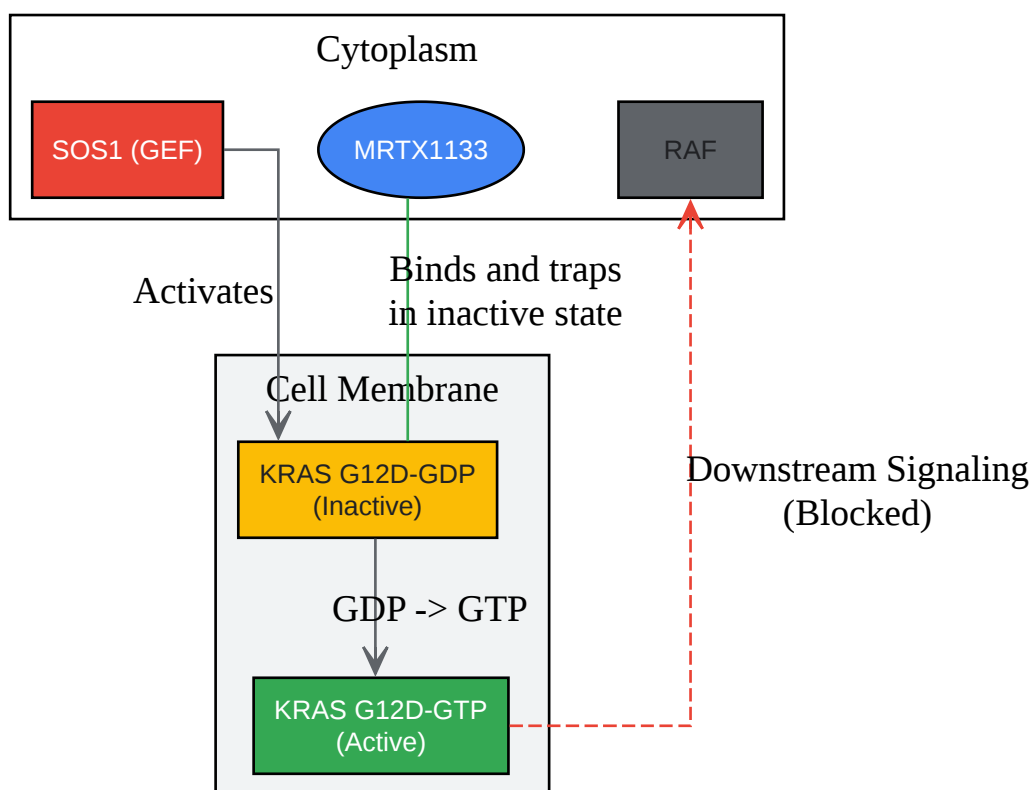 Cytoplasm
SOS1 (GEF)
MRTX1133
RAF
Activates
Binds and traps
in inactive state
Cell Membrane
KRAS G12D-GDP
(Inactive)
Downstream Signaling
(Blocked)
GDP -> GTP
KRAS G12D-GTP
(Active)